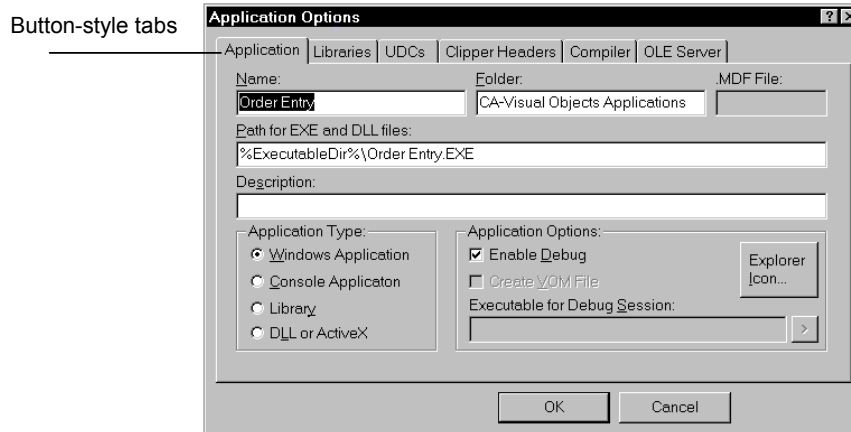 Button-style tabs
Application Options
Application Libraries UDCs Clipper Headers Compiler OLE Server
Name: Folder: .MDF File:
Order Entry CA-Visual Objects Applications
Path for EXE and DLL files:
%ExecutableDir%\Order Entry.EXE
Description:
Application Type: Application Options:
Windows Application Enable Debug Explorer Icon...
Console Applicaton Create VOM File
Library Executable for Debug Session:
DLL or ActiveX >
OK Cancel